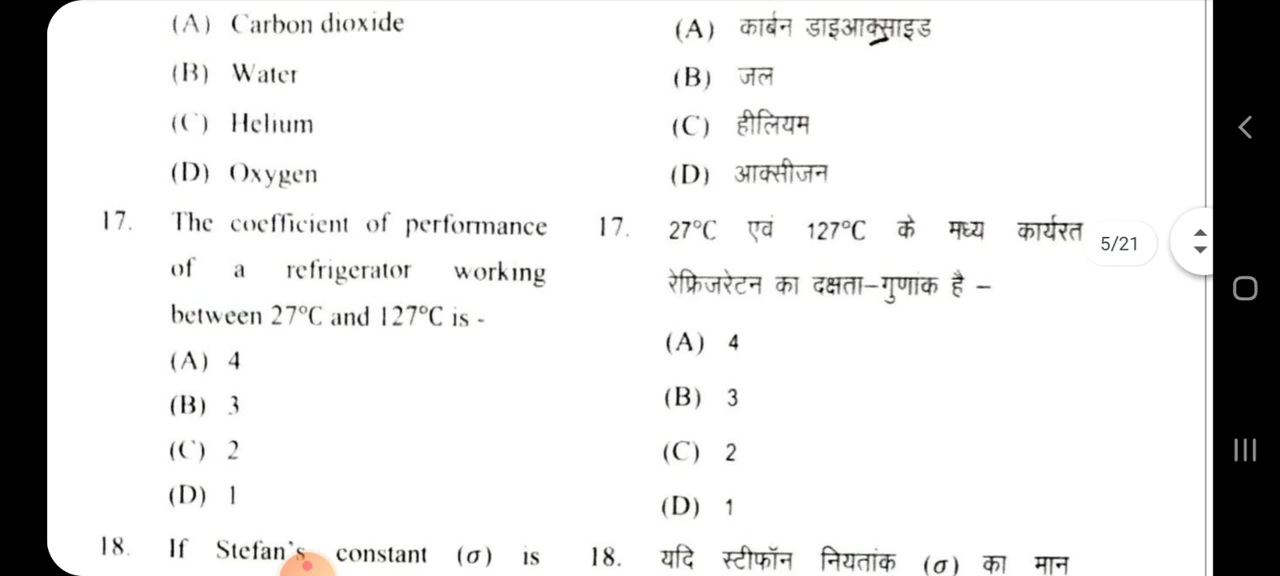 (A) Carbon dioxide
(B) Water
(C) Helium
(D) Oxygen
17. The coefficient of performance
of a refrigerator working
between 27°C and 127°C is -
(A) 4
(B) 3
(C) 2
(D) 1
18. If Stefan's constant (σ) is
(A) कार्बन डाइआक्साइड
(B) जल
(C) हीलियम
(D) आक्सीजन
17. 27°C एवं 127°C के मध्य कार्यरत
रेफ्रिजरेटन का दक्षता–गुणांक है –
(A) 4
(B) 3
(C) 2
(D) 1
18. यदि स्टीफॉन नियतांक (σ) का मान
5/21